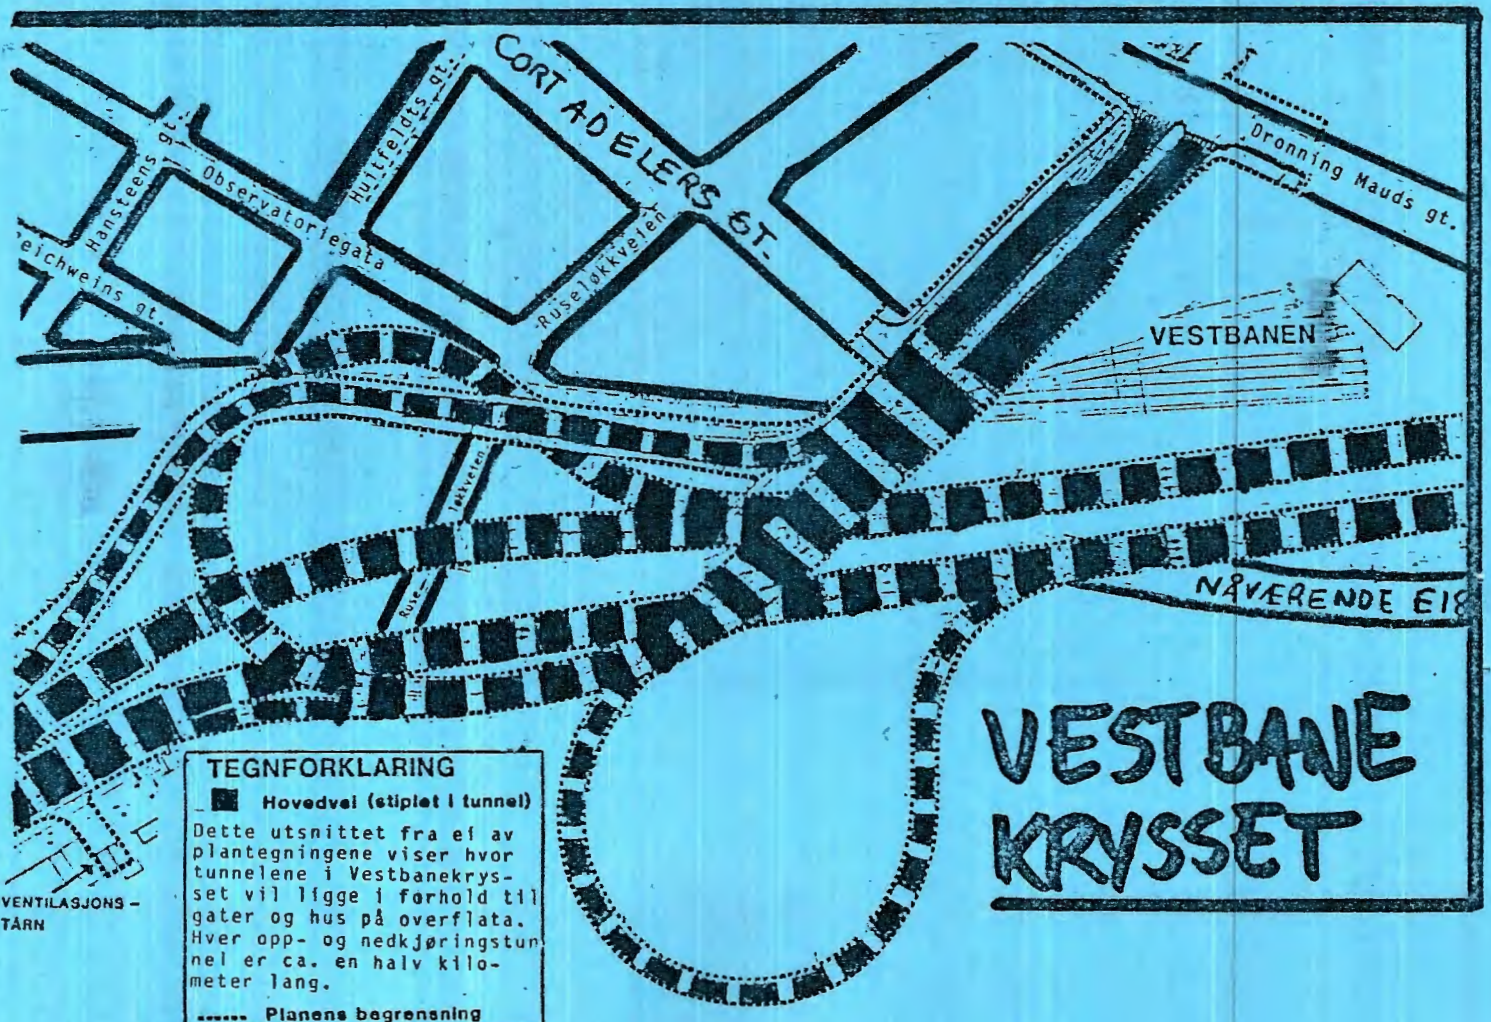 CORT ADELERS GT.
Huitfeldts gt.
Hansteens gt.
Observatoriegata
Ruseløkkveien
Dronning Mauds gt.
eichweins gt.
VESTBANEN
løkkveien
Ruse
NÅVÆRENDE E18
VESTBANE
KRYSSET
TEGNFORKLARING
Hovedvei (stiplet i tunnel)
Dette utsnittet fra ei av
plantegningene viser hvor
tunnelene i Vestbanekrys-
set vil ligge i forhold til
gater og hus på overflata.
Hver opp- og nedkjøringstun
nel er ca. en halv kilo-
meter lang.
Planens begrensning
VENTILASJONS-
TÅRN